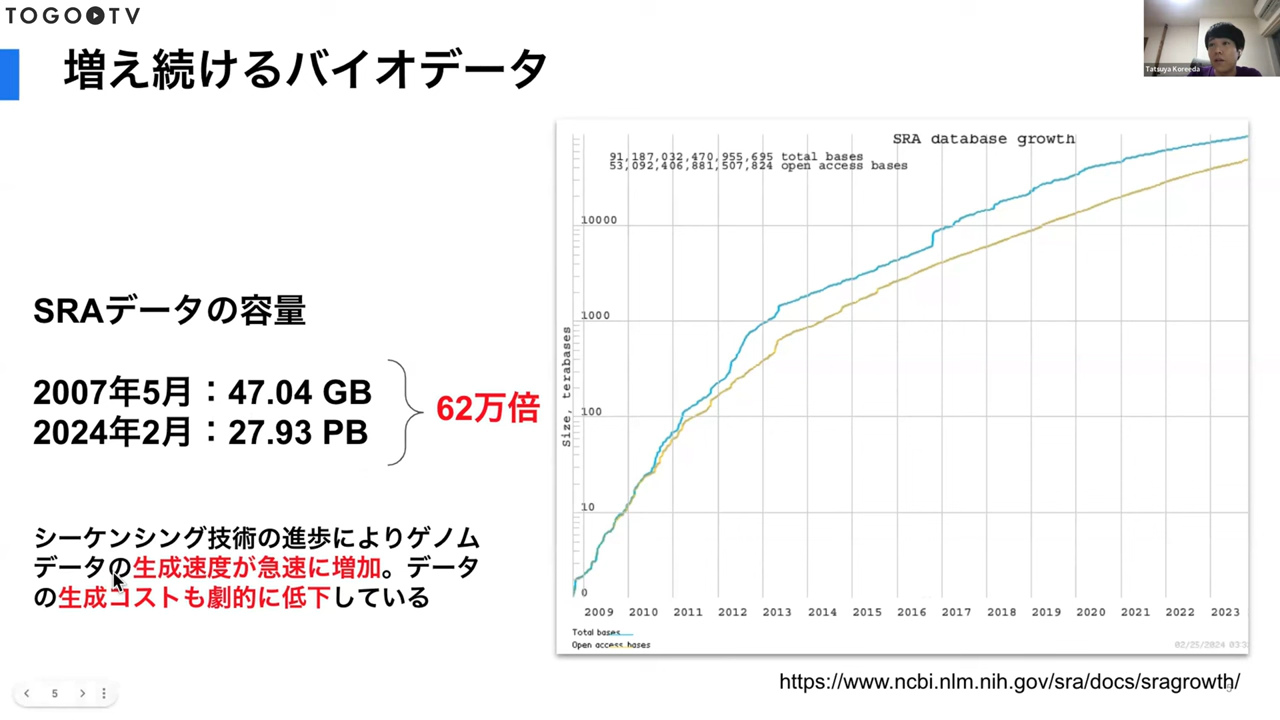 TOGOTV
増え続けるバイオデータ
Tatsuya Koreeda
SRAデータの容量
2007年5月：47.04 GB
2024年2月：27.93 PB
62万倍
シーケンシング技術の進歩によりゲノム
データの生成速度が急速に増加。データ
の生成コストも劇的に低下している
SRA database growth
91,187,032,470,955,695 total bases
53,092,406,881,507,824 open access bases
Size, terabases
10000
1000
100
10
0
2009 2010 2011 2012 2013 2014 2015 2016 2017 2018 2019 2020 2021 2022 2023
Total bases
Open access bases
02/25/2024
https://www.ncbi.nlm.nih.gov/sra/docs/sragrowth/
5